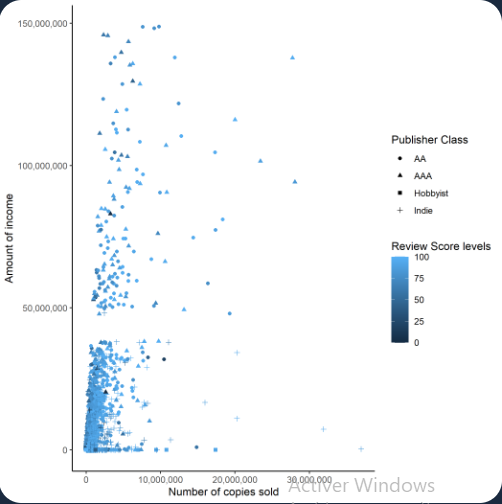 150,000,000
100,000,000
50,000,000
0
Amount of income
0
10,000,000
20,000,000
30,000,000
Number of copies sold
Publisher Class
AA
AAA
Hobbyist
Indie
Review Score levels
100
75
50
25
0
Activer Windows